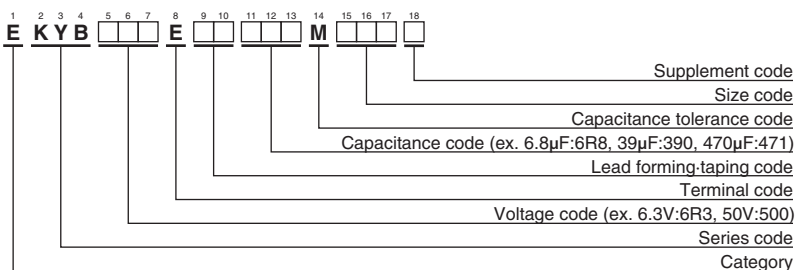 1 2 3 4 5 6 7 8 9 10 11 12 13 14 15 16 17 18
E K Y B □□□ E □□ □□□ M □□□ □
Supplement code
Size code
Capacitance tolerance code
Capacitance code (ex. 6.8μF:6R8, 39μF:390, 470μF:471)
Lead forming·taping code
Terminal code
Voltage code (ex. 6.3V:6R3, 50V:500)
Series code
Category